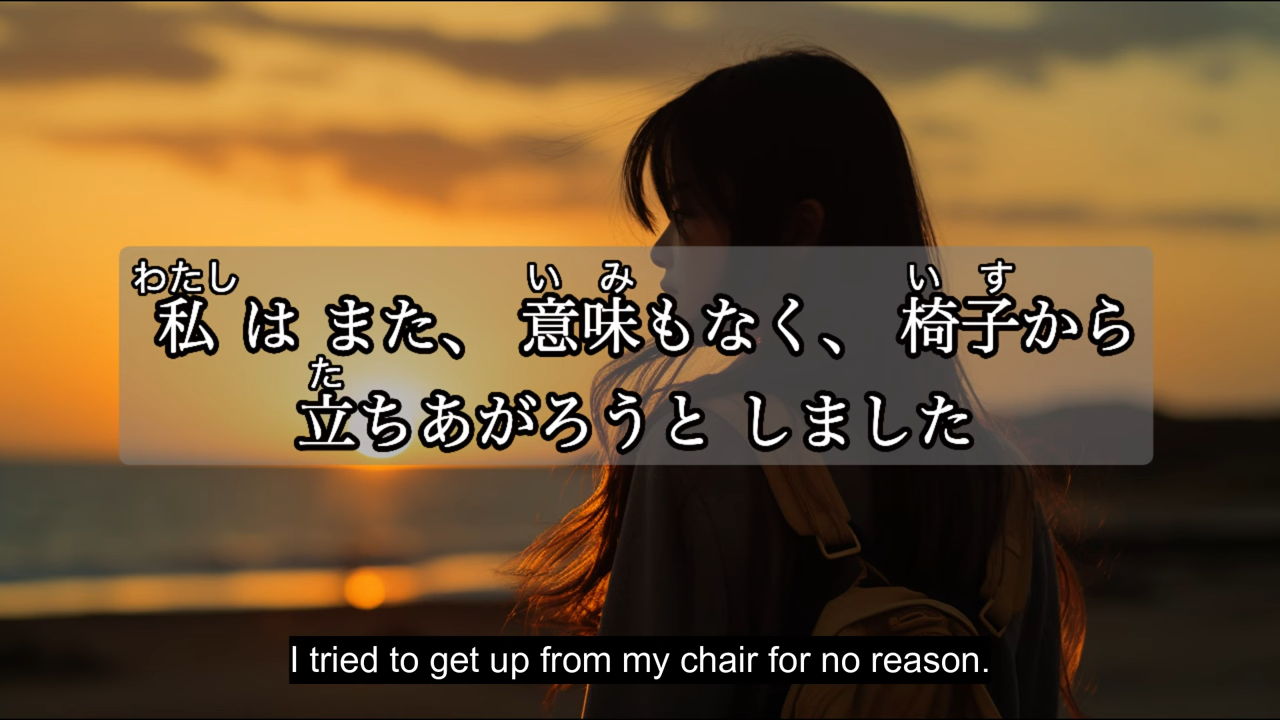 わたし い み い す
私 は また、 意味もなく、 椅子から
た
立ちあがろうと しました
I tried to get up from my chair for no reason.